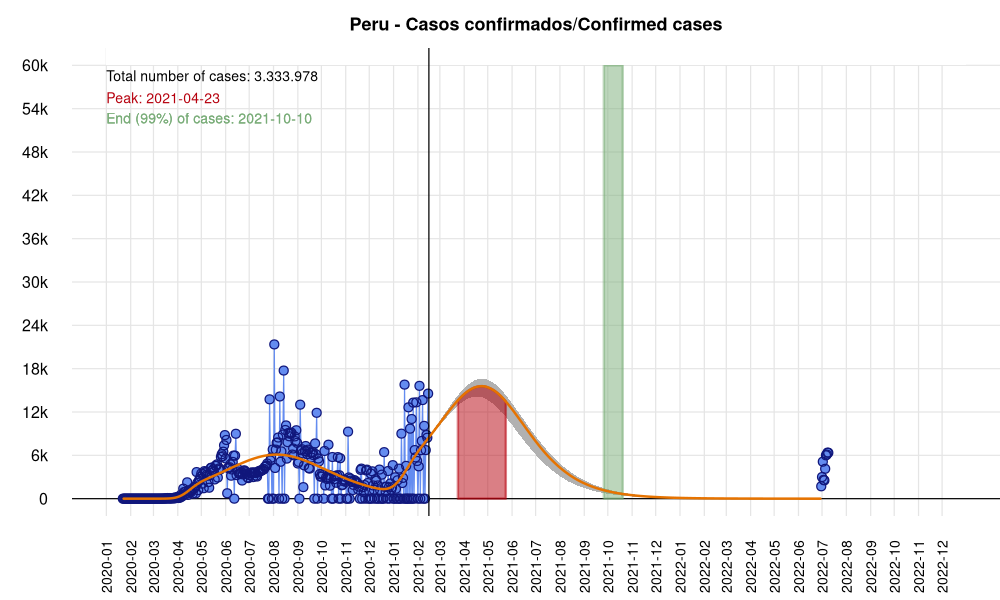 Peru - Casos confirmados/Confirmed cases
60k
54k
48k
42k
36k
30k
24k
18k
12k
6k
0
Total number of cases: 3.333.978
Peak: 2021-04-23
End (99%) of cases: 2021-10-10
2020-01
2020-02
2020-03
2020-04
2020-05
2020-06
2020-07
2020-08
2020-09
2020-10
2020-11
2020-12
2021-01
2021-02
2021-03
2021-04
2021-05
2021-06
2021-07
2021-08
2021-09
2021-10
2021-11
2021-12
2022-01
2022-02
2022-03
2022-04
2022-05
2022-06
2022-07
2022-08
2022-09
2022-10
2022-11
2022-12